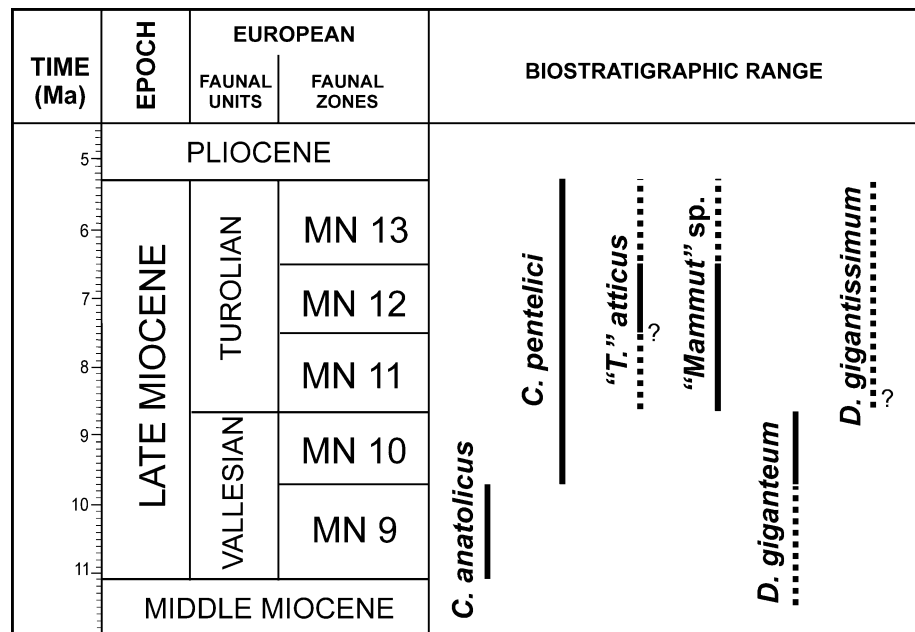 TIME
(Ma)
EPOCH
EUROPEAN
FAUNAL
UNITS
FAUNAL
ZONES
BIOSTRATIGRAPHIC RANGE
PLIOCENE
5
6
7
8
9
10
11
LATE MIOCENE
TUROLIAN
VALLESIAN
MN 13
MN 12
MN 11
MN 10
MN 9
MIDDLE MIOCENE
C. anatolicus
C. pentelici
“T.” atticus
?
“Mammut” sp.
D. giganteum
D. gigantissimum
?